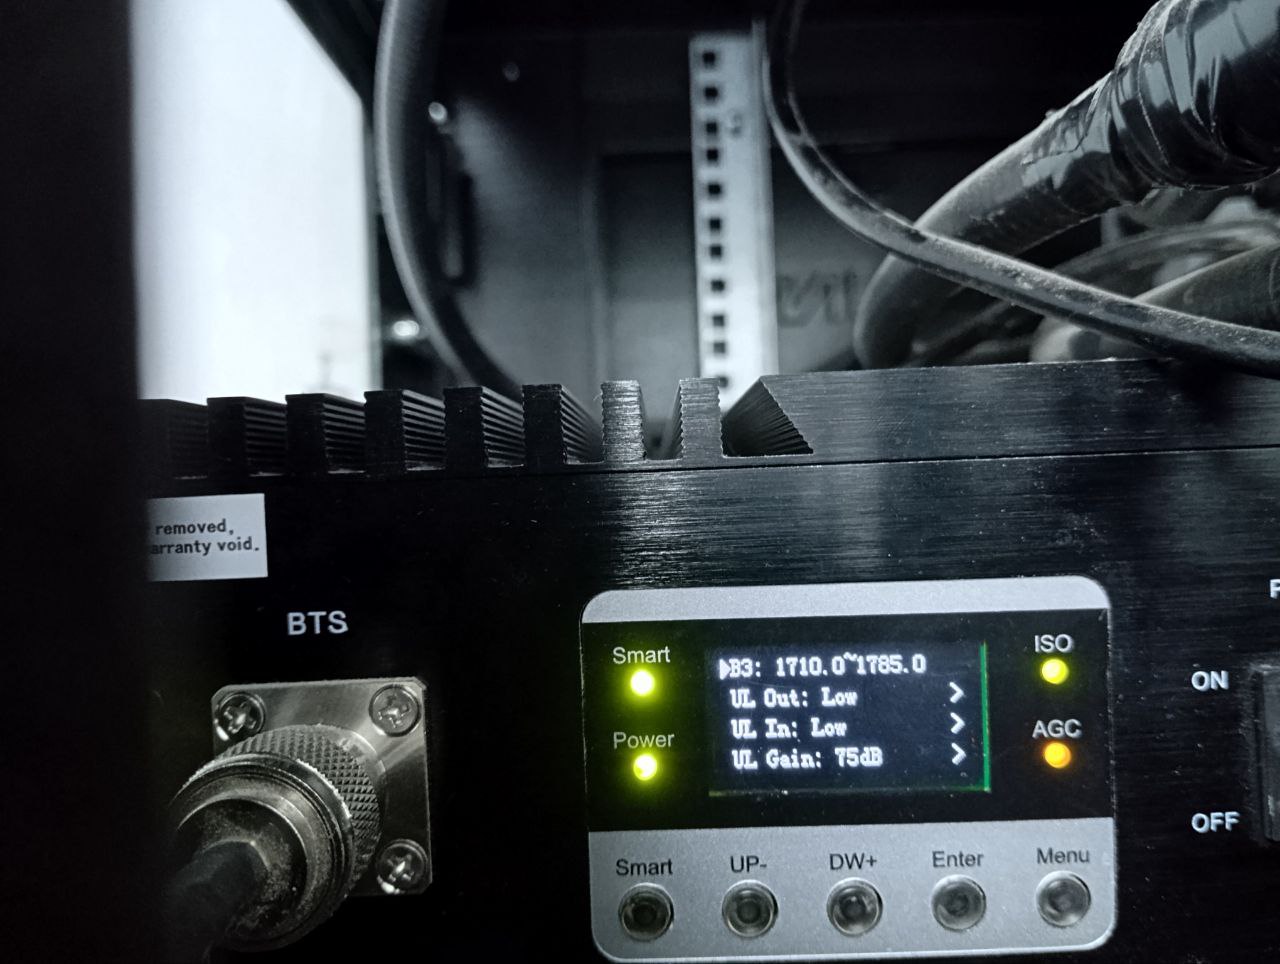 removed,
warranty void.
BTS
Smart
Power
B3: 1710.0~1785.0
UL Out: Low >
UL In: Low >
UL Gain: 75dB >
ISO
AGC
ON
OFF
Smart UP- DW+ Enter Menu